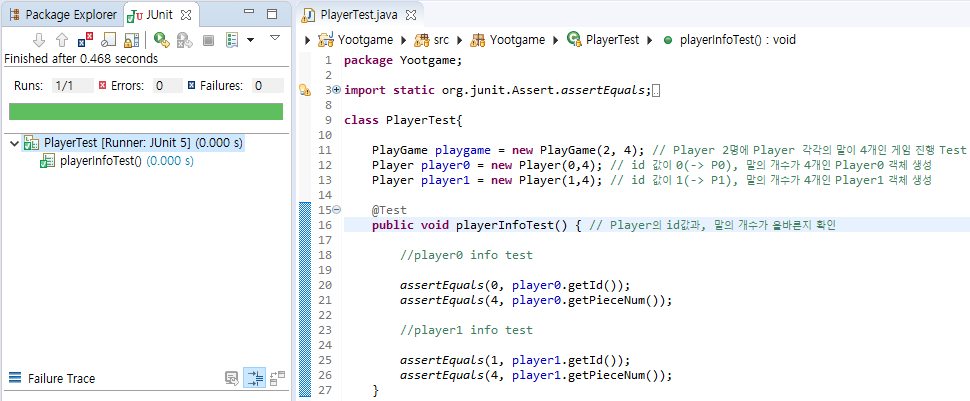 Package Explorer
JUnit
Finished after 0.468 seconds
Runs: 1/1 Errors: 0 Failures: 0
PlayerTest [Runner: JUnit 5] (0.000 s)
playerInfoTest() (0.000 s)
Failure Trace
PlayerTest.java
Yootgame src Yootgame PlayerTest playerInfoTest() : void
1 package Yootgame;
2
3 import static org.junit.Assert.assertEquals;
8
9 class PlayerTest{
10
11 PlayGame playgame = new PlayGame(2, 4); // Player 2명에 Player 각각의 말이 4개인 게임 진행 Test
12 Player player0 = new Player(0,4); // id 값이 0(-> P0), 말의 개수가 4개인 Player0 객체 생성
13 Player player1 = new Player(1,4); // id 값이 1(-> P1), 말의 개수가 4개인 Player1 객체 생성
14
15 @Test
16 public void playerInfoTest() { // Player의 id값과, 말의 개수가 올바른지 확인
17
18 //player0 info test
19
20 assertEquals(0, player0.getId());
21 assertEquals(4, player0.getPieceNum());
22
23 //player1 info test
24
25 assertEquals(1, player1.getId());
26 assertEquals(4, player1.getPieceNum());
27 }